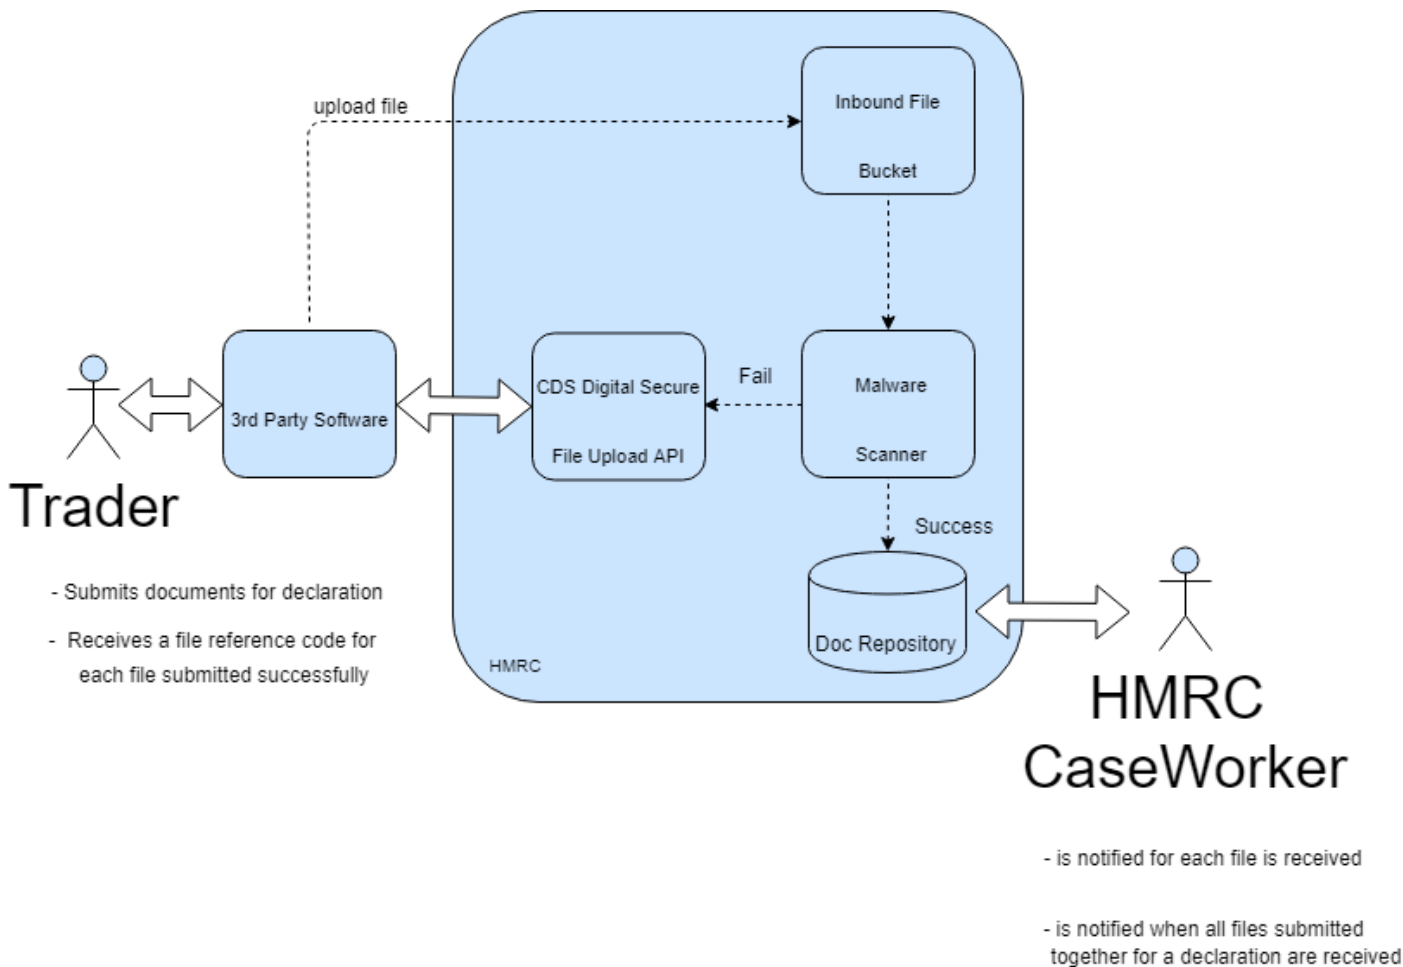 upload file
Inbound File
Bucket
3rd Party Software
CDS Digital Secure
File Upload API
Fail
Malware
Scanner
Success
Trader
- Submits documents for declaration
- Receives a file reference code for
each file submitted successfully
HMRC
Doc Repository
HMRC
CaseWorker
- is notified for each file is received
- is notified when all files submitted
together for a declaration are received